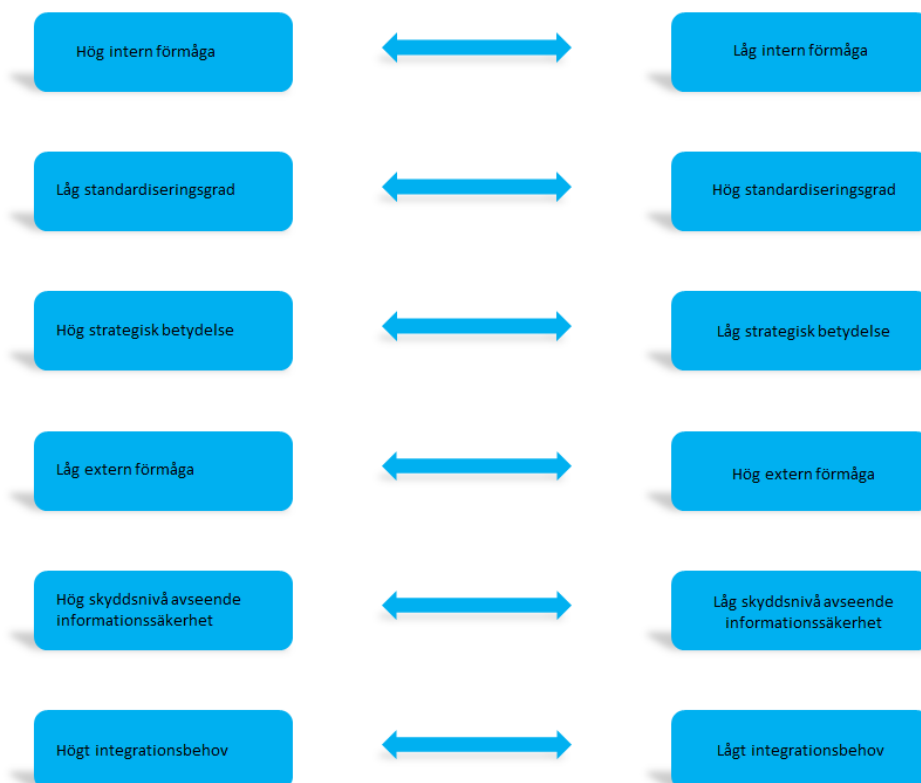 Hög intern förmåga
Låg intern förmåga
Låg standardiseringsgrad
Hög standardiseringsgrad
Hög strategisk betydelse
Låg strategisk betydelse
Låg extern förmåga
Hög extern förmåga
Hög skyddsnivå avseende
informationssäkerhet
Låg skyddsnivå avseende
informationssäkerhet
Högt integrationsbehov
Lågt integrationsbehov